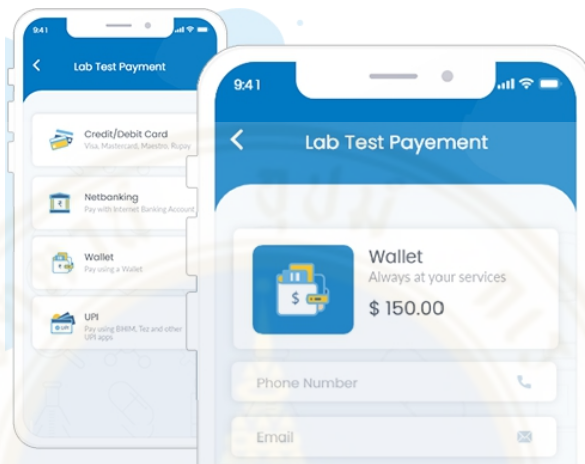 9:41
Lab Test Payment
Credit/Debit Card
Visa, Mastercard, Maestro, Rupay
Netbanking
Pay with Internet Banking Account
Wallet
Pay using a Wallet
UPI
Pay using BHIM, Tez and other
UPI apps
9:41
Lab Test Payement
Wallet
Always at your services
$ 150.00
Phone Number
Email